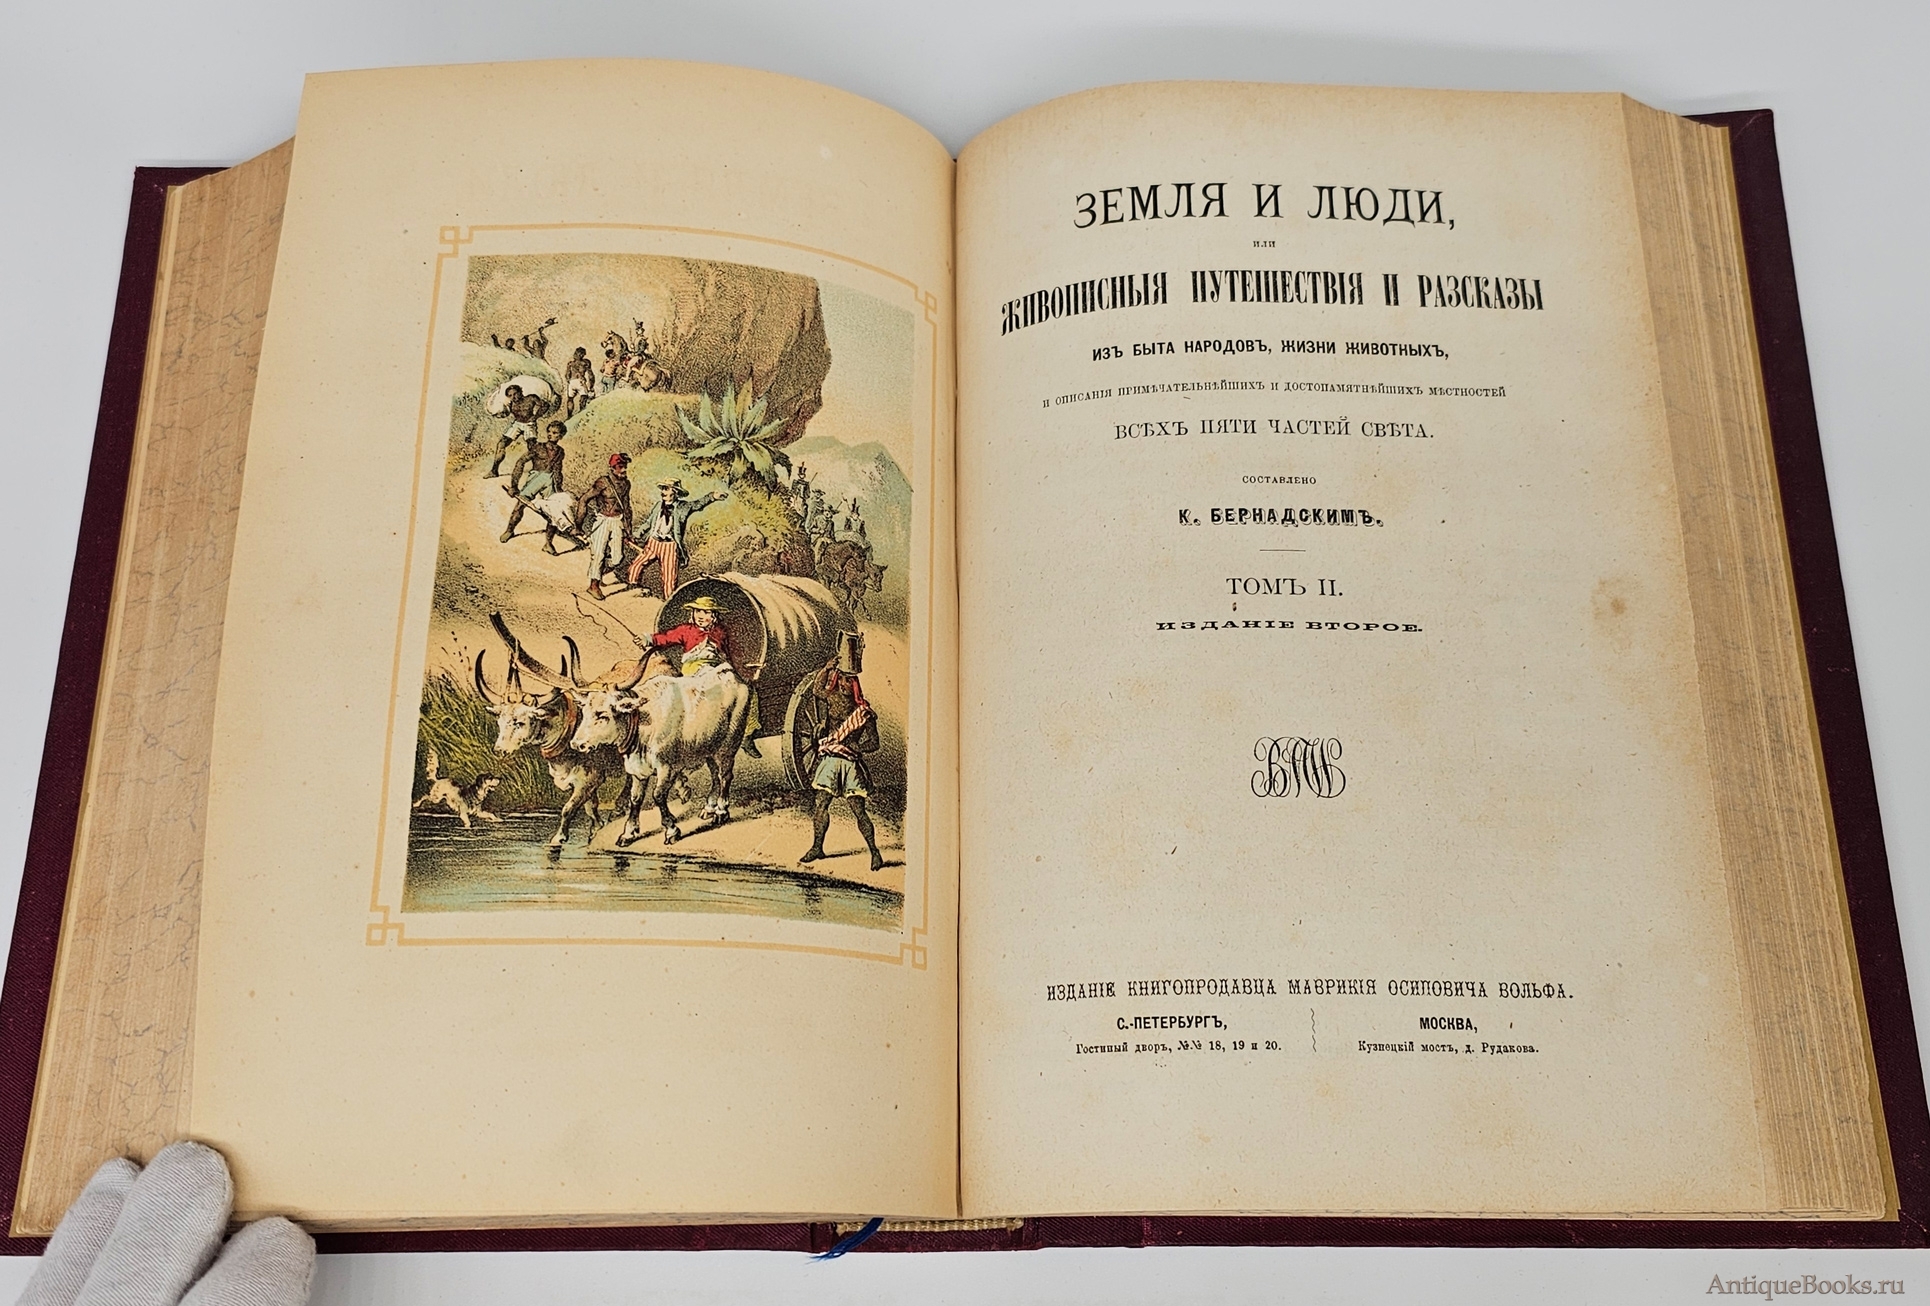 ЗЕМЛЯ И ЛЮДИ,
ИЛИ
ЖИВОПИСНЫЯ ПУТЕШЕСТВІЯ И РАЗСКАЗЫ
ИЗЪ БЫТА НАРОДОВЪ, ЖИЗНИ ЖИВОТНЫХЪ,
И ОПИСАНІЯ ПРИМѢЧАТЕЛЬНѢЙШИХЪ И ДОСТОПАМЯТНѢЙШИХЪ МѢСТНОСТЕЙ
ВСѢХЪ ПЯТИ ЧАСТЕЙ СВѢТА.
СОСТАВЛЕНО
К. БЕРНАДСКИМЪ.
ТОМЪ II.
ИЗДАНІЕ ВТОРОЕ.
ИЗДАНІЕ КНИГОПРОДАВЦА МАВРИКІЯ ОСИПОВИЧА ВОЛЬФА.
С.-ПЕТЕРБУРГЪ,
Гостиный дворъ, №№ 18, 19 и 20.
МОСКВА,
Кузнецкій мостъ, д. Рудакова.
AntiqueBooks.ru